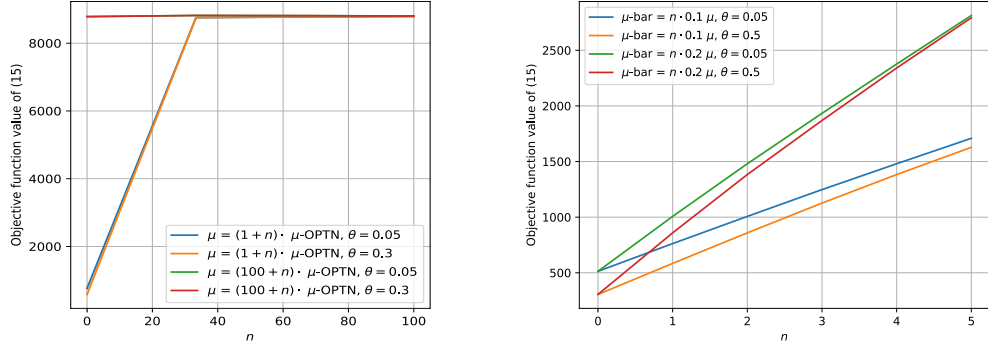 Objective function value of (15)
8000
6000
4000
2000
0
20
40
60
80
100
n
μ = (1 + n) · μ-OPTN, θ = 0.05
μ = (1 + n) · μ-OPTN, θ = 0.3
μ = (100 + n) · μ-OPTN, θ = 0.05
μ = (100 + n) · μ-OPTN, θ = 0.3
Objective function value of (15)
2500
2000
1500
1000
500
0
1
2
3
4
5
n
μ-bar = n · 0.1 μ, θ = 0.05
μ-bar = n · 0.1 μ, θ = 0.5
μ-bar = n · 0.2 μ, θ = 0.05
μ-bar = n · 0.2 μ, θ = 0.5